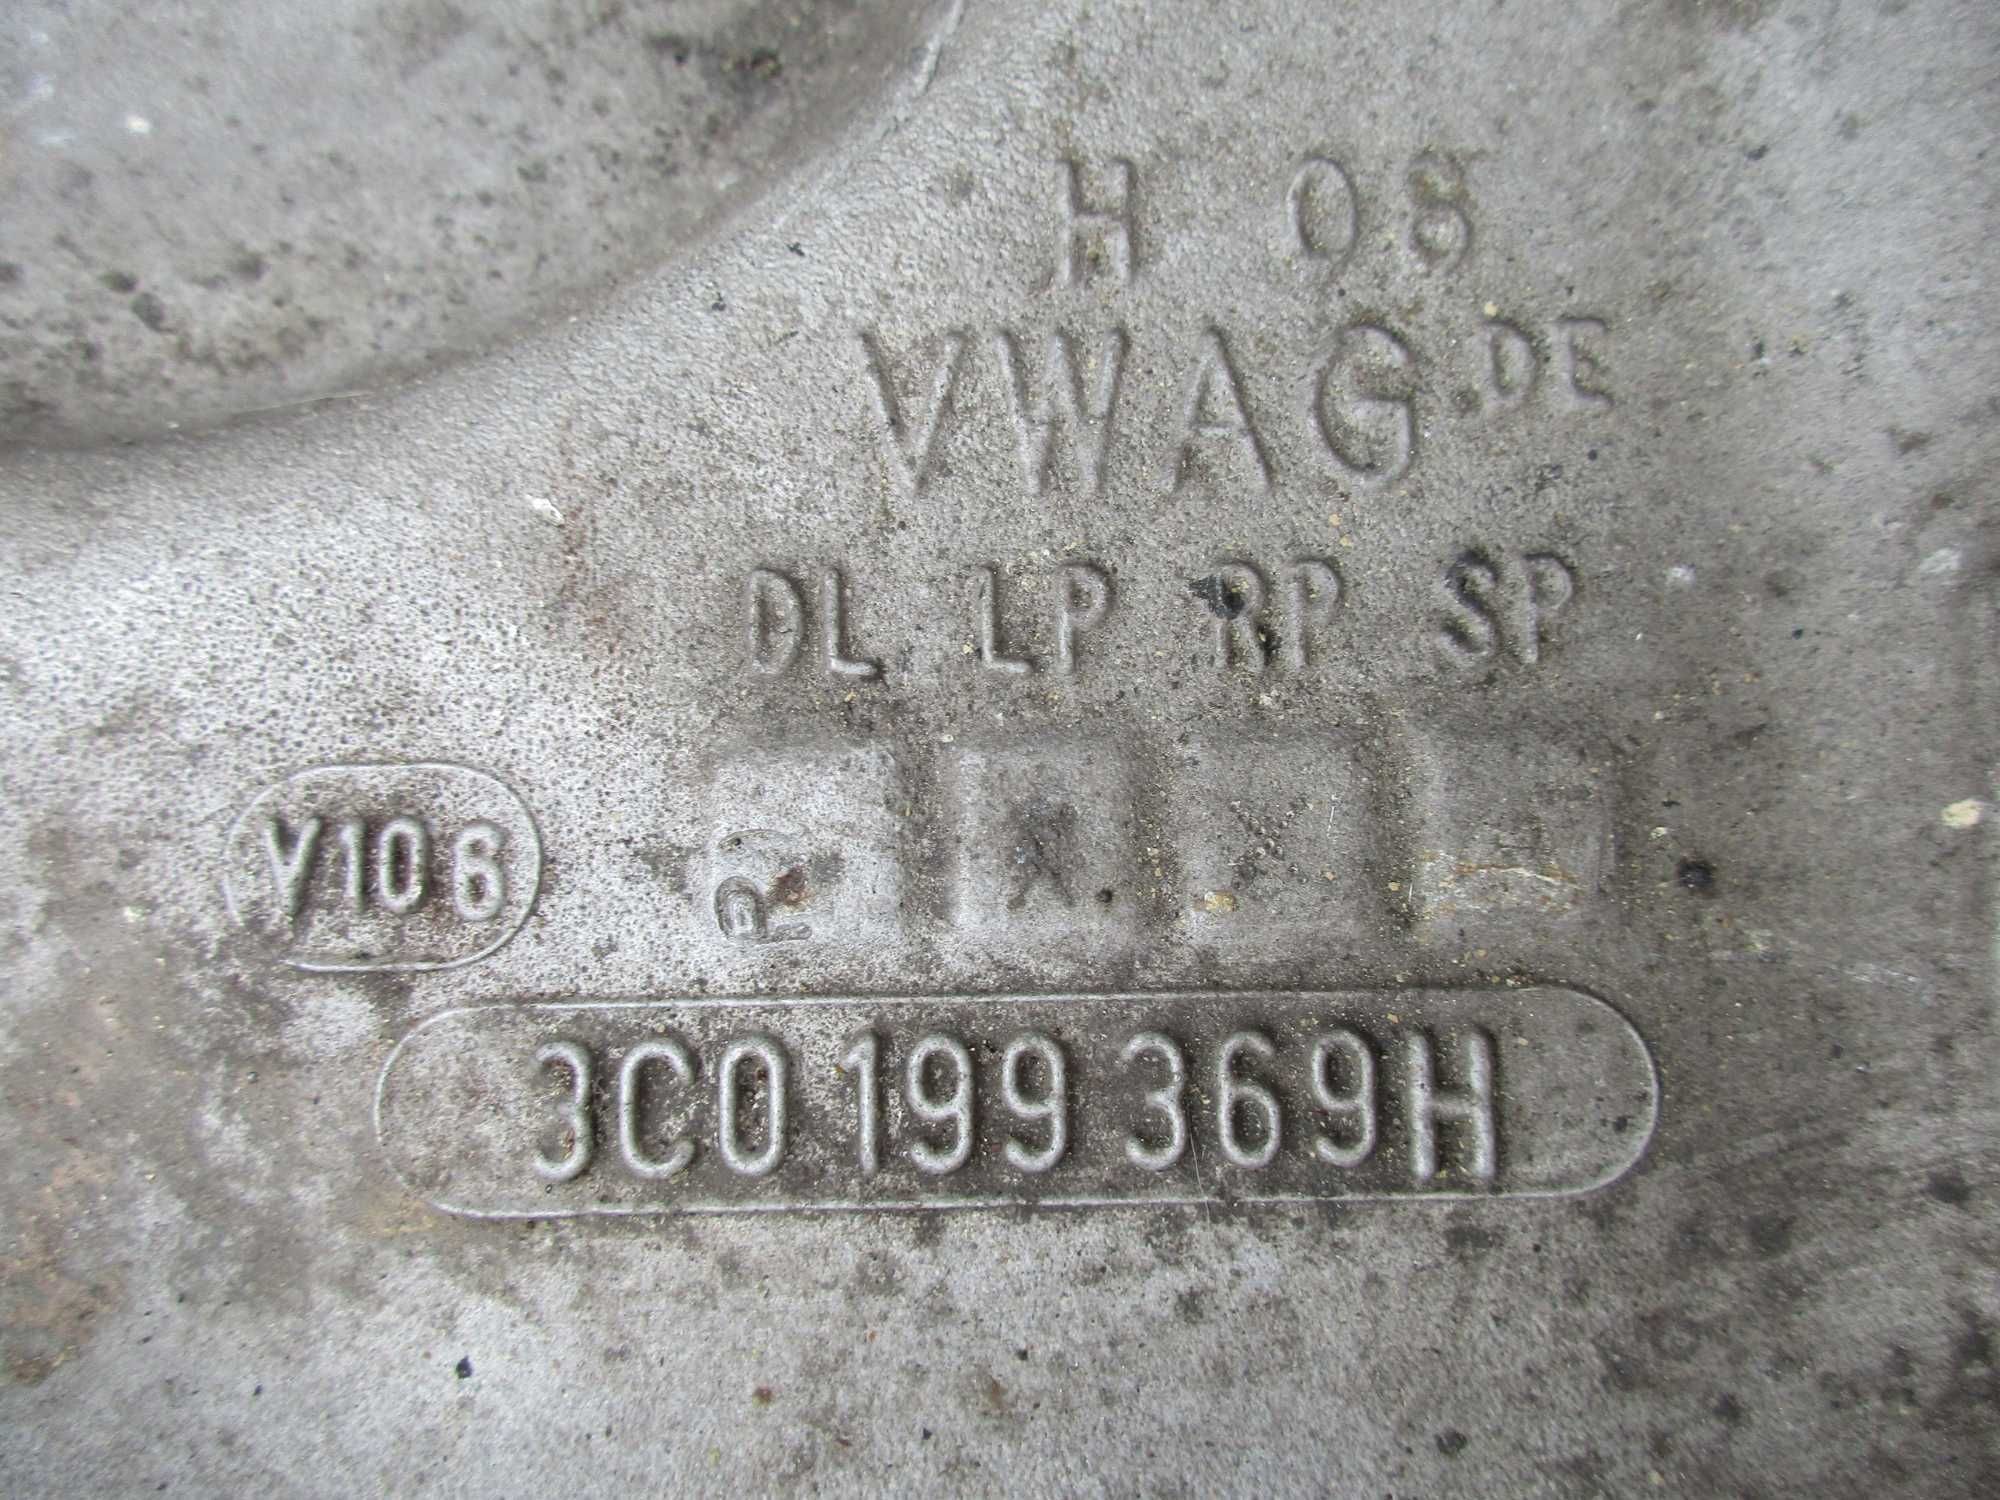 H 08
VWAG DE
DL LP RP SP
V106
R
3C0 199 369H